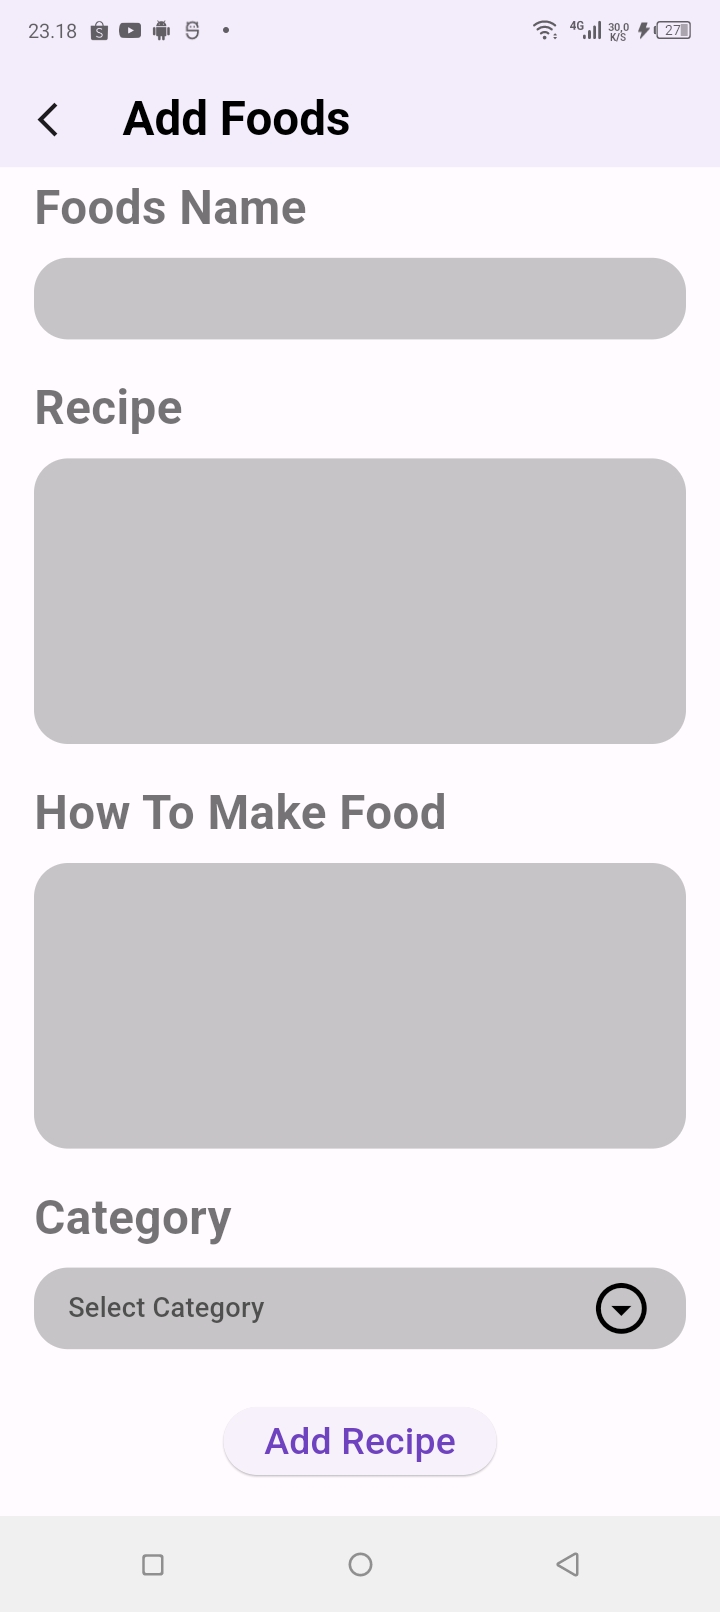 23.18 4G 30,0 K/S 27
Add Foods
Foods Name
Recipe
How To Make Food
Category
Select Category
Add Recipe